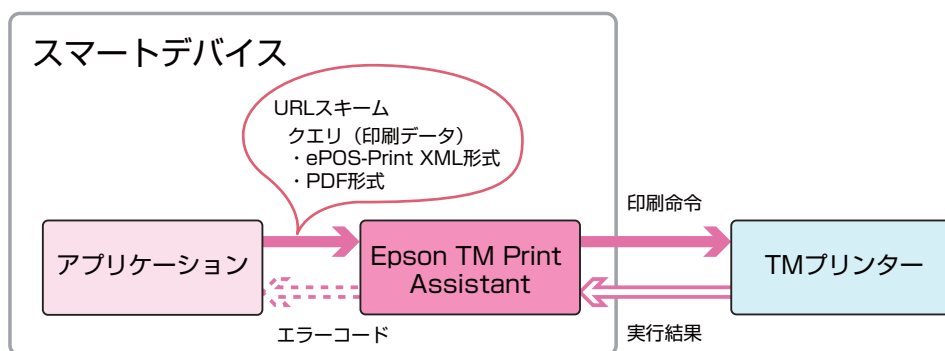 スマートデバイス
URLスキーム
クエリ（印刷データ）
・ePOS-Print XML形式
・PDF形式
印刷命令
アプリケーション
Epson TM Print
Assistant
TMプリンター
エラーコード
実行結果